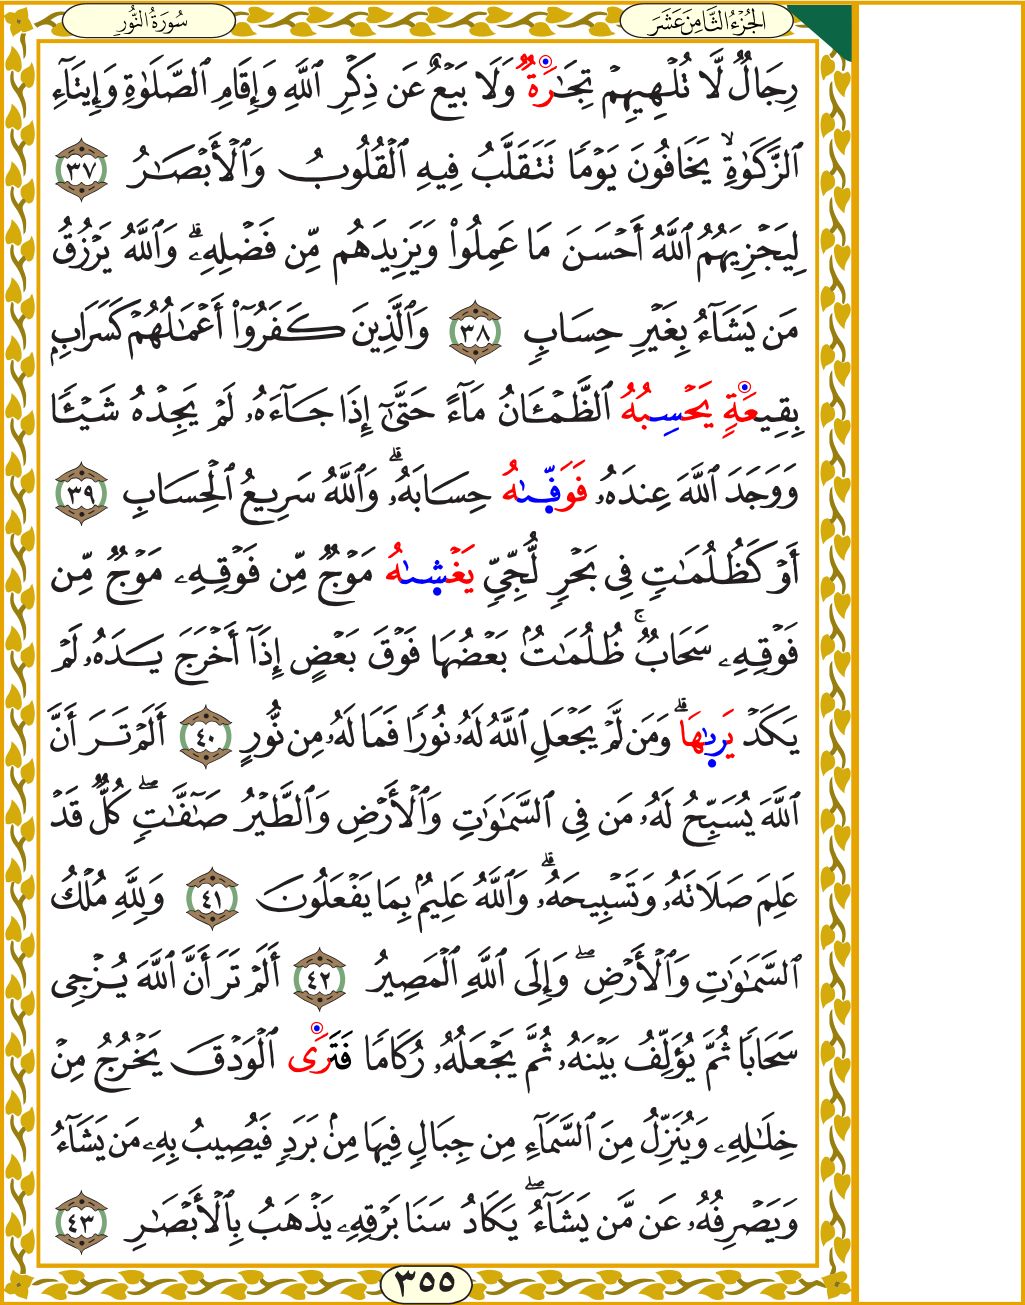 الجُزْءُ الثَّامِنَ عَشَرَ
سُورَةُ النُّورِ
رِجَالٌ لَّا تُلْهِيهِمْ تِجَٰرَةٌ وَلَا بَيْعٌ عَن ذِكْرِ ٱللَّهِ وَإِقَامِ ٱلصَّلَوٰةِ وَإِيتَآءِ
ٱلزَّكَوٰةِ ۙ يَخَافُونَ يَوْمًا تَتَقَلَّبُ فِيهِ ٱلْقُلُوبُ وَٱلْأَبْصَٰرُ ٣٧
لِيَجْزِيَهُمُ ٱللَّهُ أَحْسَنَ مَا عَمِلُوا۟ وَيَزِيدَهُم مِّن فَضْلِهِۦ ۗ وَٱللَّهُ يَرْزُقُ
مَن يَشَآءُ بِغَيْرِ حِسَابٍ ٣٨ وَٱلَّذِينَ كَفَرُوٓا۟ أَعْمَٰلُهُمْ كَسَرَابٍۭ
بِقِيعَةٍ يَحْسِبُهُ ٱلظَّمْـَٔانُ مَآءً حَتَّىٰٓ إِذَا جَآءَهُۥ لَمْ يَجِدْهُ شَيْـًٔا
وَوَجَدَ ٱللَّهَ عِندَهُۥ فَوَفَّىٰهُ حِسَابَهُۥ ۗ وَٱللَّهُ سَرِيعُ ٱلْحِسَابِ ٣٩
أَوْ كَظُلُمَٰتٍ فِى بَحْرٍ لُّجِّىٍّ يَغْشَىٰهُ مَوْجٌ مِّن فَوْقِهِۦ مَوْجٌ مِّن
فَوْقِهِۦ سَحَابٌ ۚ ظُلُمَٰتٌۢ بَعْضُهَا فَوْقَ بَعْضٍ إِذَآ أَخْرَجَ يَدَهُۥ لَمْ
يَكَدْ يَرَىٰهَا ۗ وَمَن لَّمْ يَجْعَلِ ٱللَّهُ لَهُۥ نُورًا فَمَا لَهُۥ مِن نُّورٍ ٤٠ أَلَمْ تَرَ أَنَّ
ٱللَّهَ يُسَبِّحُ لَهُۥ مَن فِى ٱلسَّمَٰوَٰتِ وَٱلْأَرْضِ وَٱلطَّيْرُ صَٰٓفَّٰتٍ ۖ كُلٌّ قَدْ
عَلِمَ صَلَاتَهُۥ وَتَسْبِيحَهُۥ ۗ وَٱللَّهُ عَلِيمٌۢ بِمَا يَفْعَلُونَ ٤١ وَلِلَّهِ مُلْكُ
ٱلسَّمَٰوَٰتِ وَٱلْأَرْضِ ۖ وَإِلَى ٱللَّهِ ٱلْمَصِيرُ ٤٢ أَلَمْ تَرَ أَنَّ ٱللَّهَ يُزْجِى
سَحَابًا ثُمَّ يُؤَلِّفُ بَيْنَهُۥ ثُمَّ يَجْعَلُهُۥ رُكَامًا فَتَرَى ٱلْوَدْقَ يَخْرُجُ مِنْ
خِلَٰلِهِۦ وَيُنَزِّلُ مِنَ ٱلسَّمَآءِ مِن جِبَالٍ فِيهَا مِنۢ بَرَدٍ فَيُصِيبُ بِهِۦ مَن يَشَآءُ
وَيَصْرِفُهُۥ عَن مَّن يَشَآءُ ۖ يَكَادُ سَنَا بَرْقِهِۦ يَذْهَبُ بِٱلْأَبْصَٰرِ ٤٣
٣٥٥